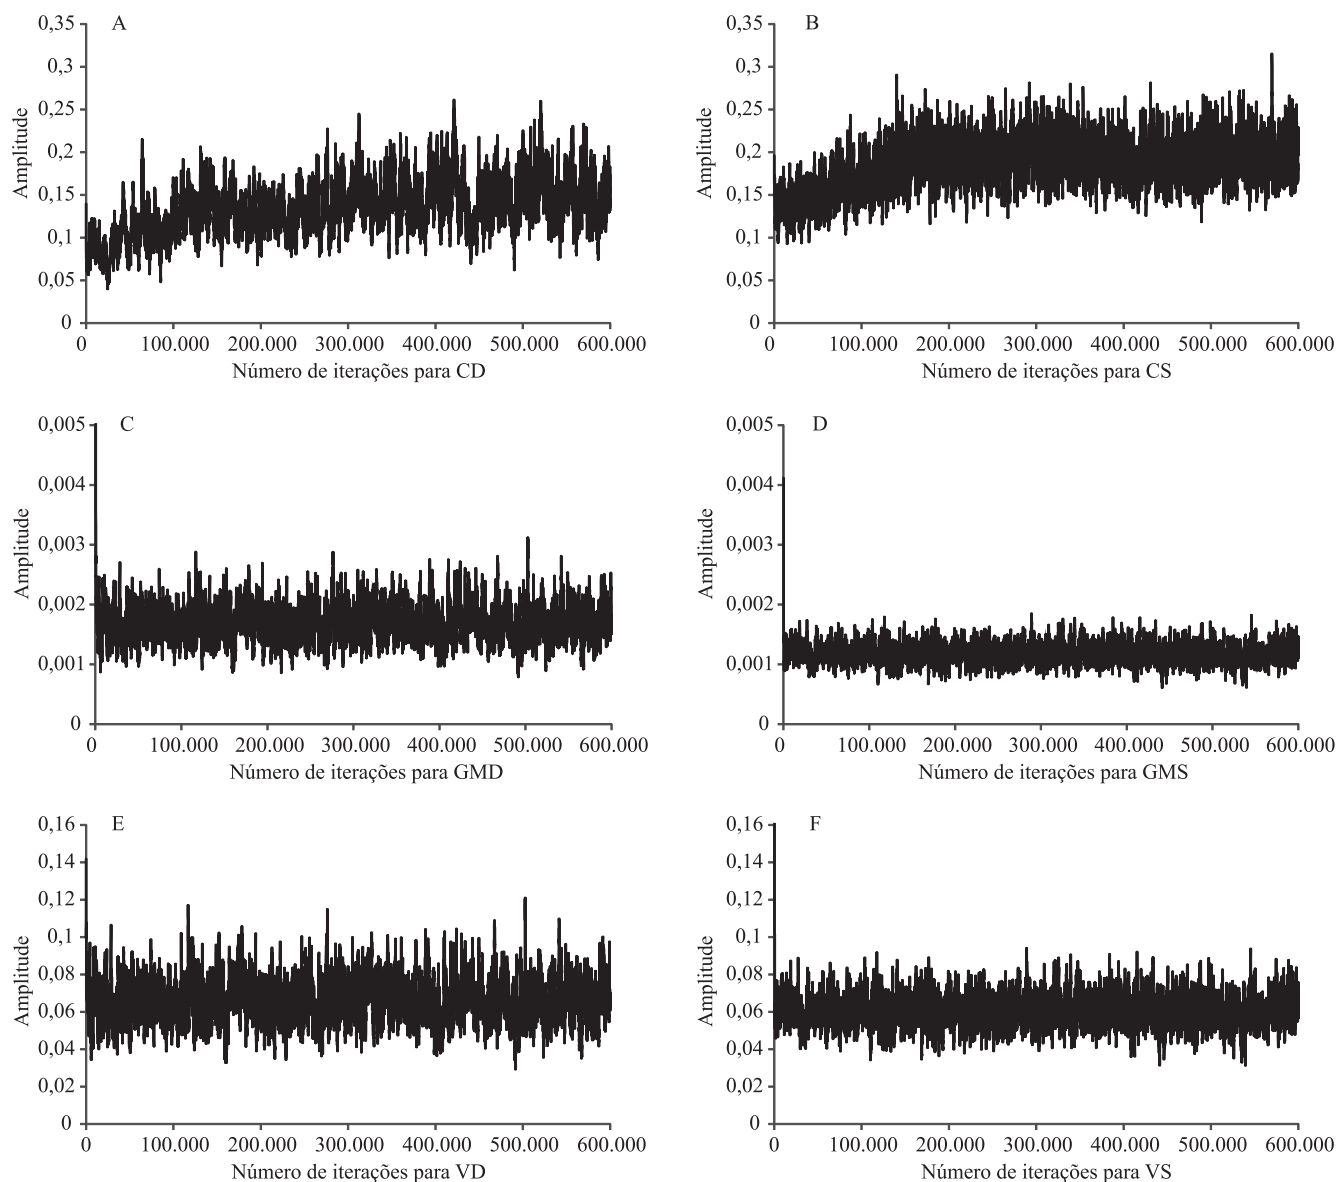 A
0,35
0,3
0,25
0,2
0,15
0,1
0,05
0
Amplitude
0 100.000 200.000 300.000 400.000 500.000 600.000
Número de iterações para CD
B
0,35
0,3
0,25
0,2
0,15
0,1
0,05
0
Amplitude
0 100.000 200.000 300.000 400.000 500.000 600.000
Número de iterações para CS
C
0,005
0,004
0,003
0,002
0,001
0
Amplitude
0 100.000 200.000 300.000 400.000 500.000 600.000
Número de iterações para GMD
D
0,005
0,004
0,003
0,002
0,001
0
Amplitude
0 100.000 200.000 300.000 400.000 500.000 600.000
Número de iterações para GMS
E
0,16
0,14
0,12
0,1
0,08
0,06
0,04
0,02
0
Amplitude
0 100.000 200.000 300.000 400.000 500.000 600.000
Número de iterações para VD
F
0,16
0,14
0,12
0,1
0,08
0,06
0,04
0,02
0
Amplitude
0 100.000 200.000 300.000 400.000 500.000 600.000
Número de iterações para VS